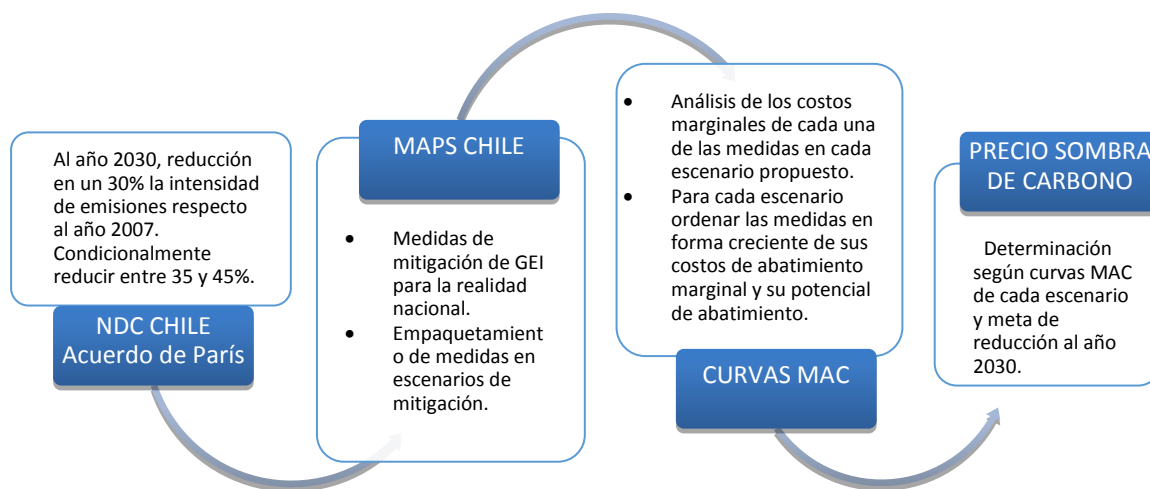 Al año 2030, reducción
en un 30% la intensidad
de emisiones respecto
al año 2007.
Condicionalmente
reducir entre 35 y 45%.
NDC CHILE
Acuerdo de París
MAPS CHILE
• Medidas de
mitigación de GEI
para la realidad
nacional.
• Empaquetamient
o de medidas en
escenarios de
mitigación.
• Análisis de los costos
marginales de cada una
de las medidas en cada
escenario propuesto.
• Para cada escenario
ordenar las medidas en
forma creciente de sus
costos de abatimiento
marginal y su potencial
de abatimiento.
CURVAS MAC
PRECIO SOMBRA
DE CARBONO
Determinación
según curvas MAC
de cada escenario
y meta de
reducción al año
2030.